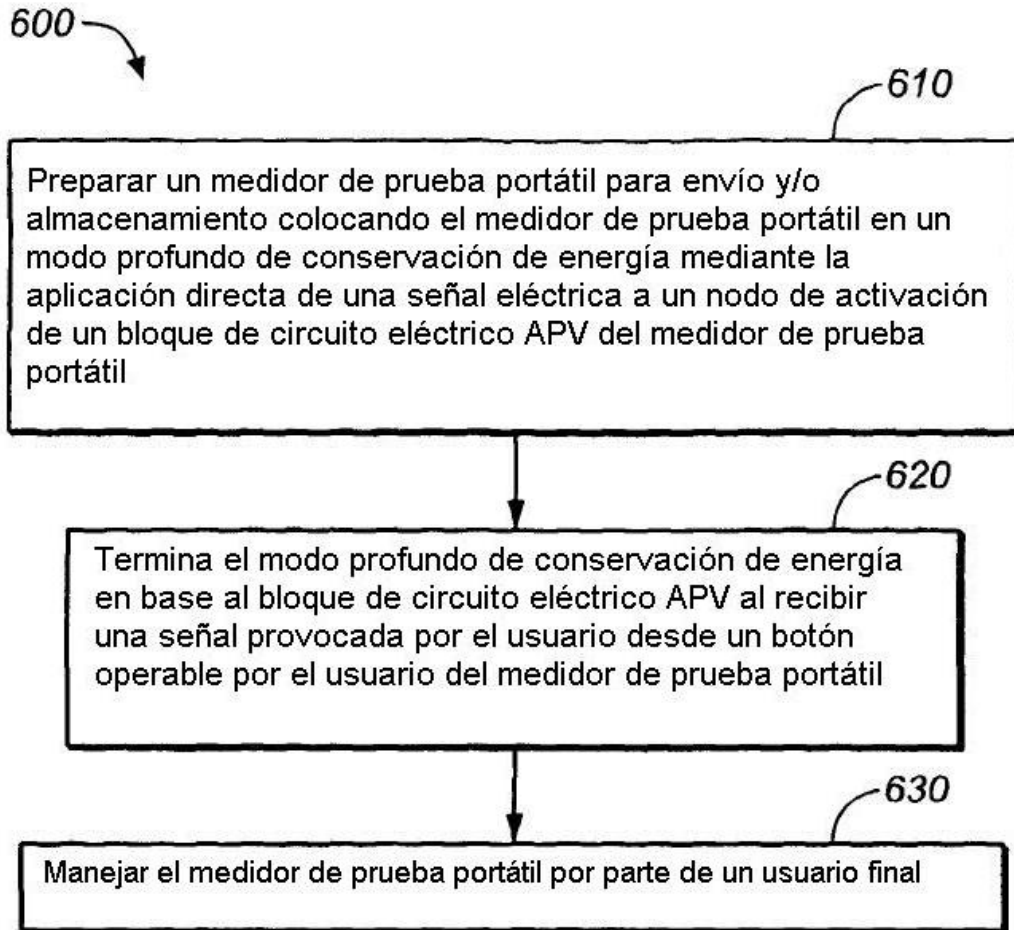 600
610
Preparar un medidor de prueba portátil para envío y/o
almacenamiento colocando el medidor de prueba portátil en un
modo profundo de conservación de energía mediante la
aplicación directa de una señal eléctrica a un nodo de activación
de un bloque de circuito eléctrico APV del medidor de prueba
portátil
620
Termina el modo profundo de conservación de energía
en base al bloque de circuito eléctrico APV al recibir
una señal provocada por el usuario desde un botón
operable por el usuario del medidor de prueba portátil
630
Manejar el medidor de prueba portátil por parte de un usuario final